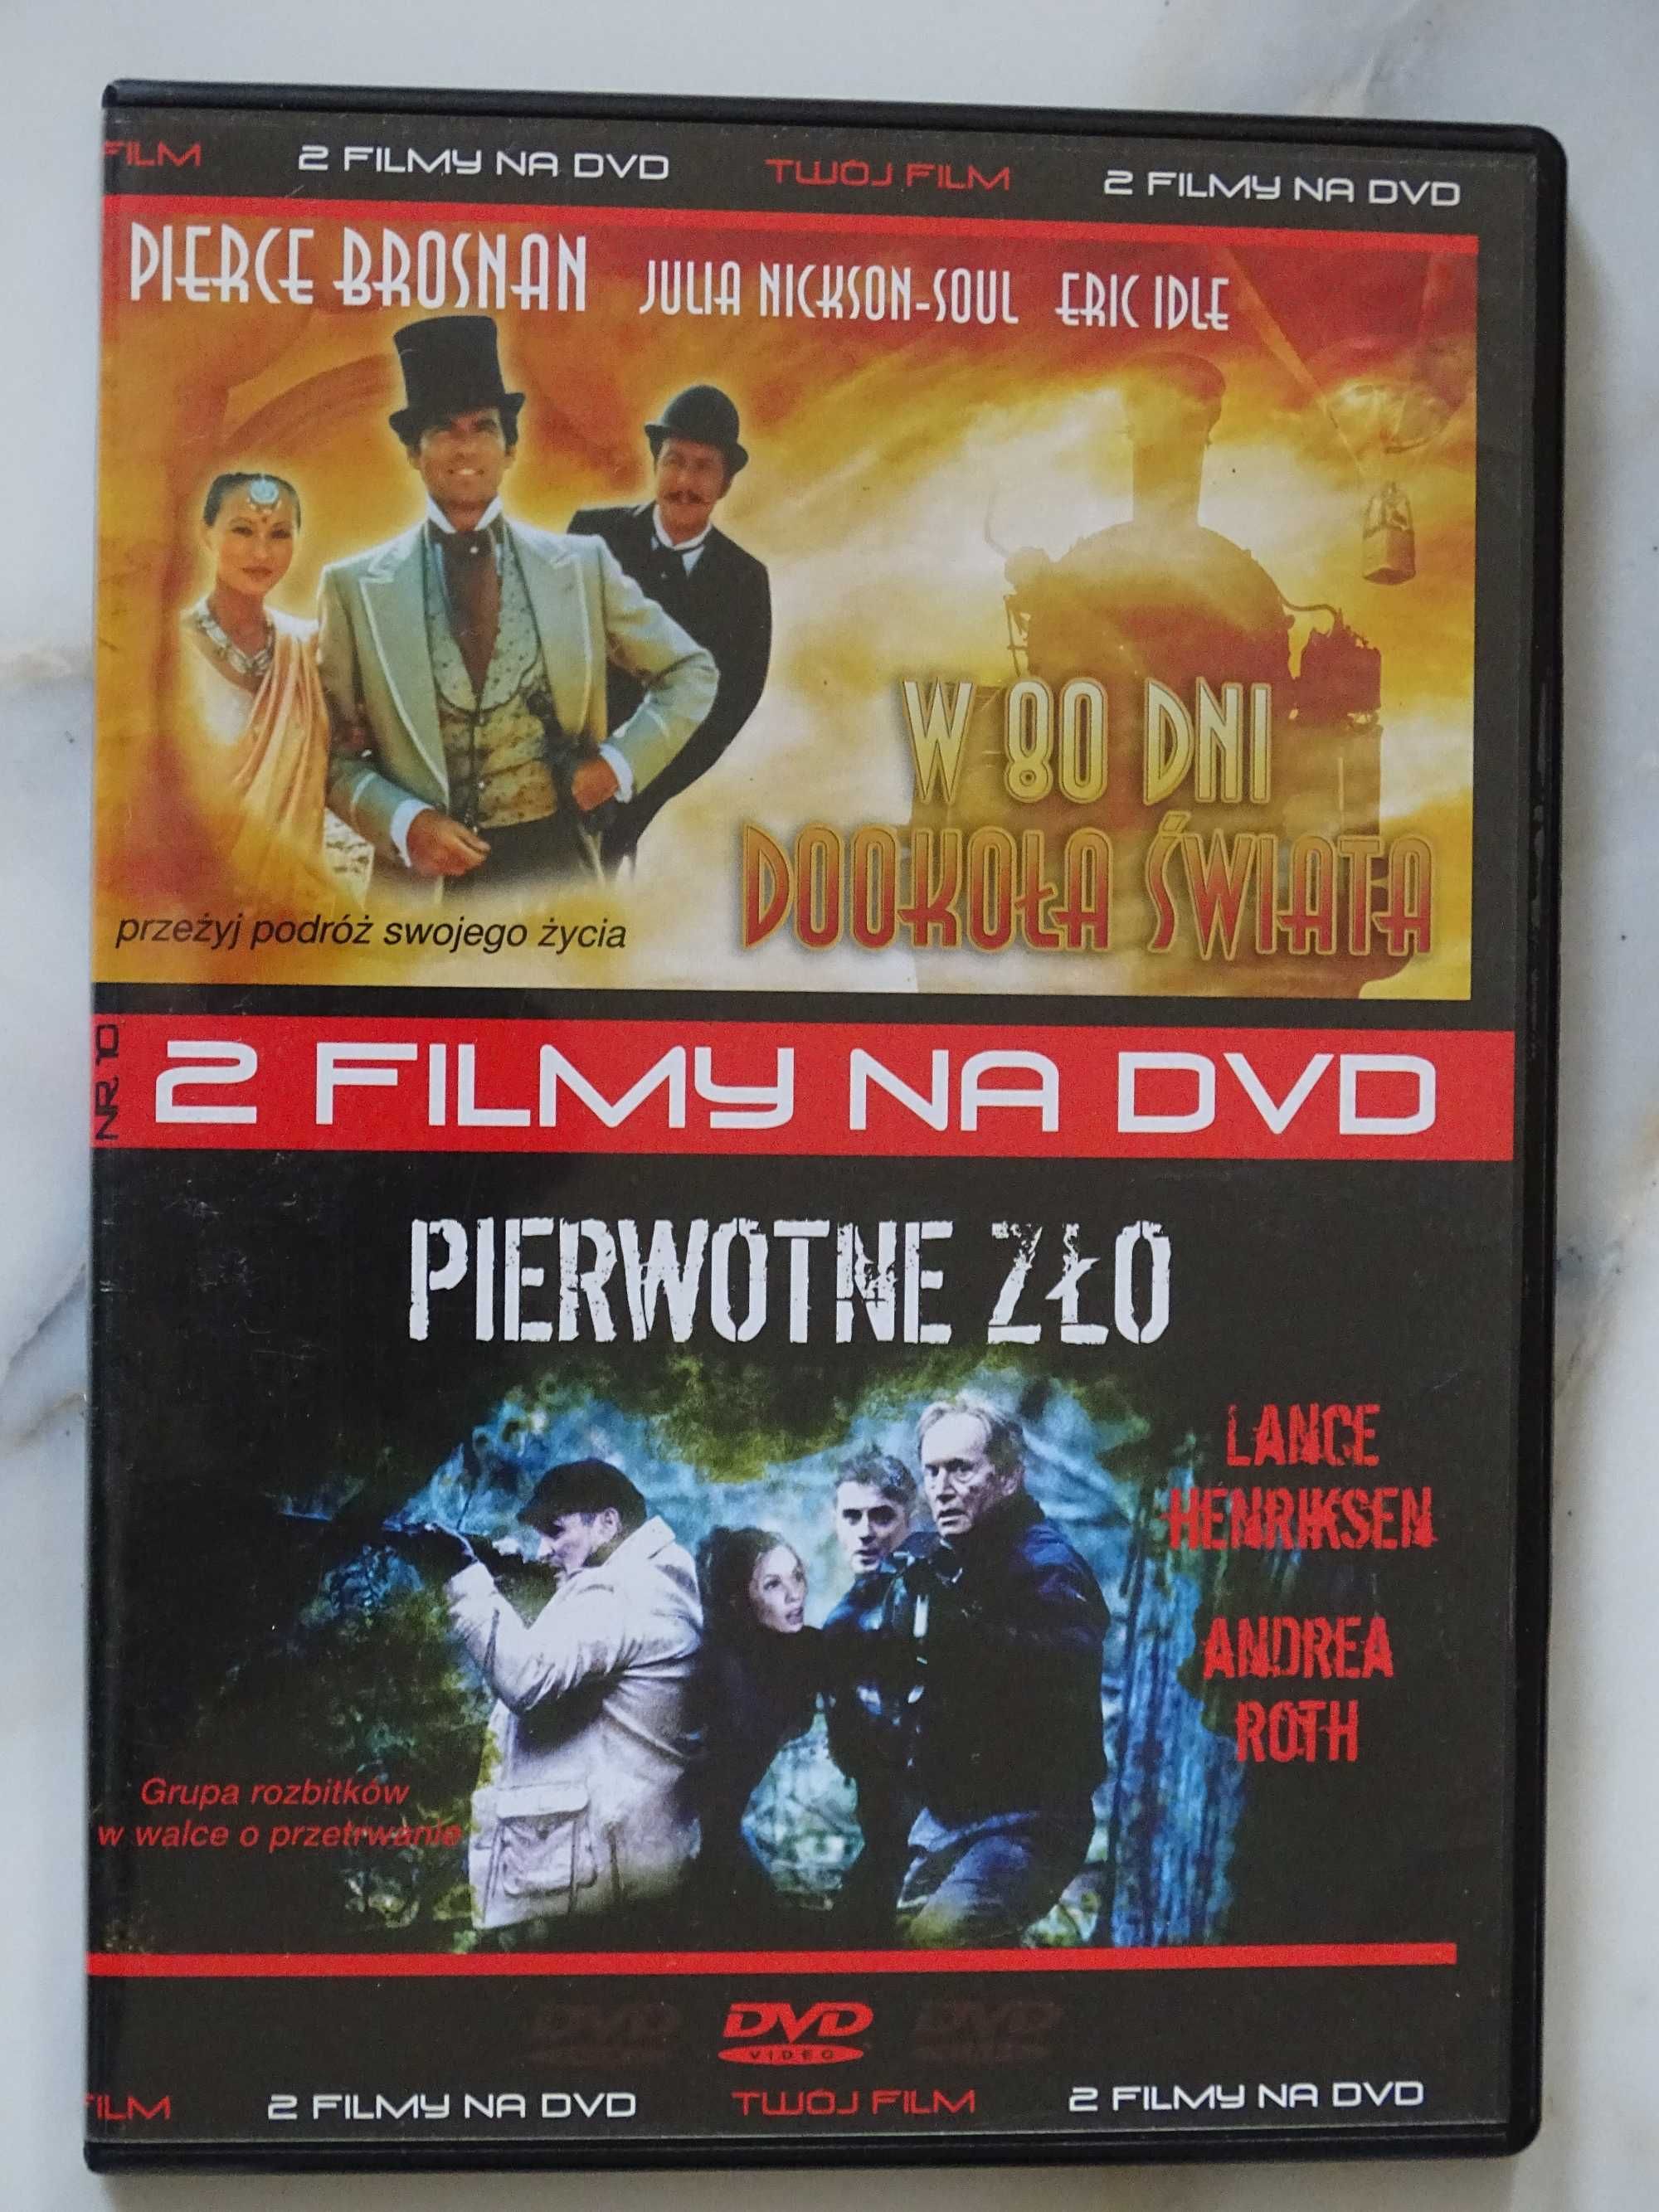 FILM 2 FILMY NA DVD TWÓJ FILM 2 FILMY NA DVD
PIERCE BROSNAN JULIA NICKSON-SOUL ERIC IDLE
W 80 DNI
DOOKOŁA ŚWIATA
przeżyj podróż swojego życia
NR 10
2 FILMY NA DVD
PIERWOTNE ZŁO
LANCE
HENRIKSEN
ANDREA
ROTH
Grupa rozbitków
w walce o przetrwanie
DVD DVD DVD
VIDEO
FILM 2 FILMY NA DVD TWÓJ FILM 2 FILMY NA DVD